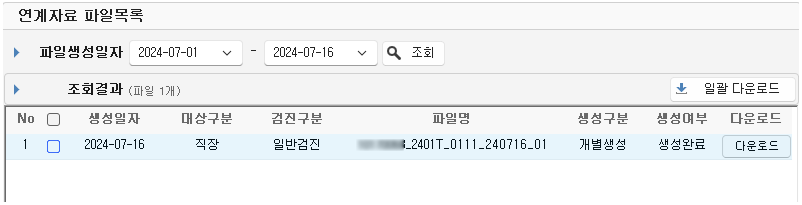 연계자료 파일목록
파일생성일자 2024-07-01 - 2024-07-16 조회
조회결과 (파일 1개) 일괄 다운로드
No 생성일자 대상구분 검진구분 파일명 생성구분 생성여부 다운로드
1 2024-07-16 직장 일반검진 _2401T_0111_240716_01 개별생성 생성완료 다운로드